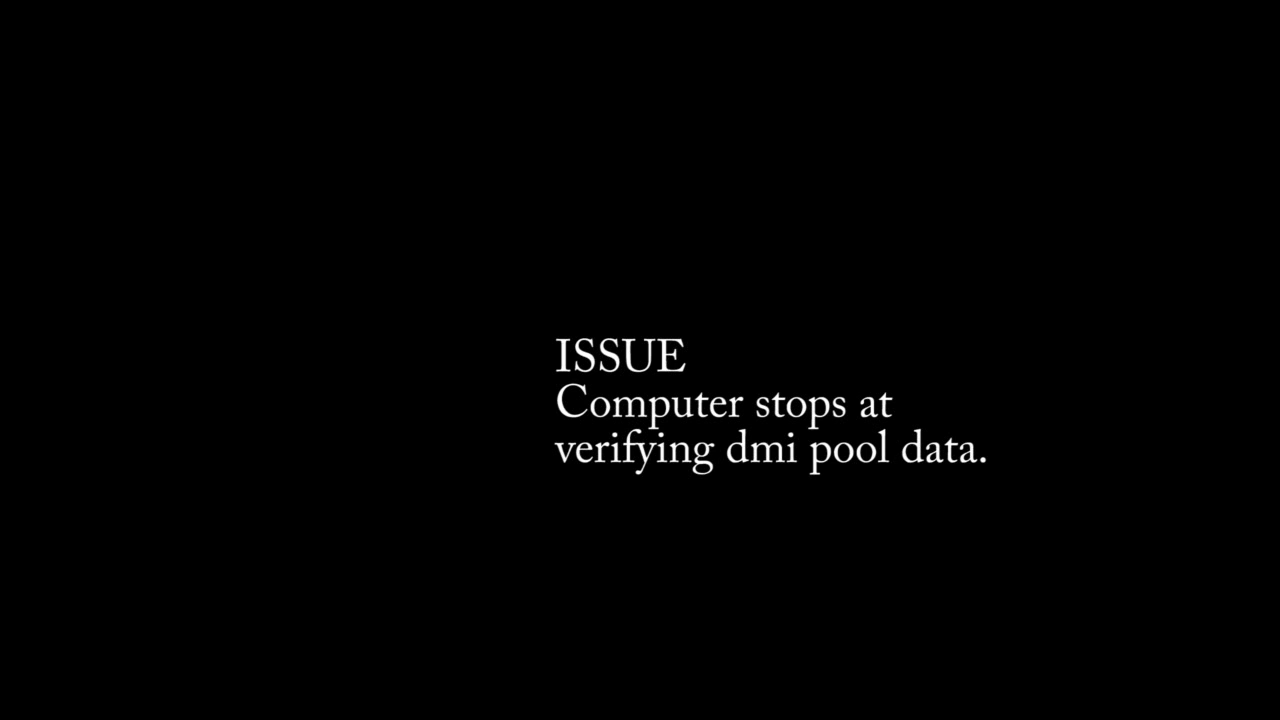 ISSUE
Computer stops at
verifying dmi pool data.